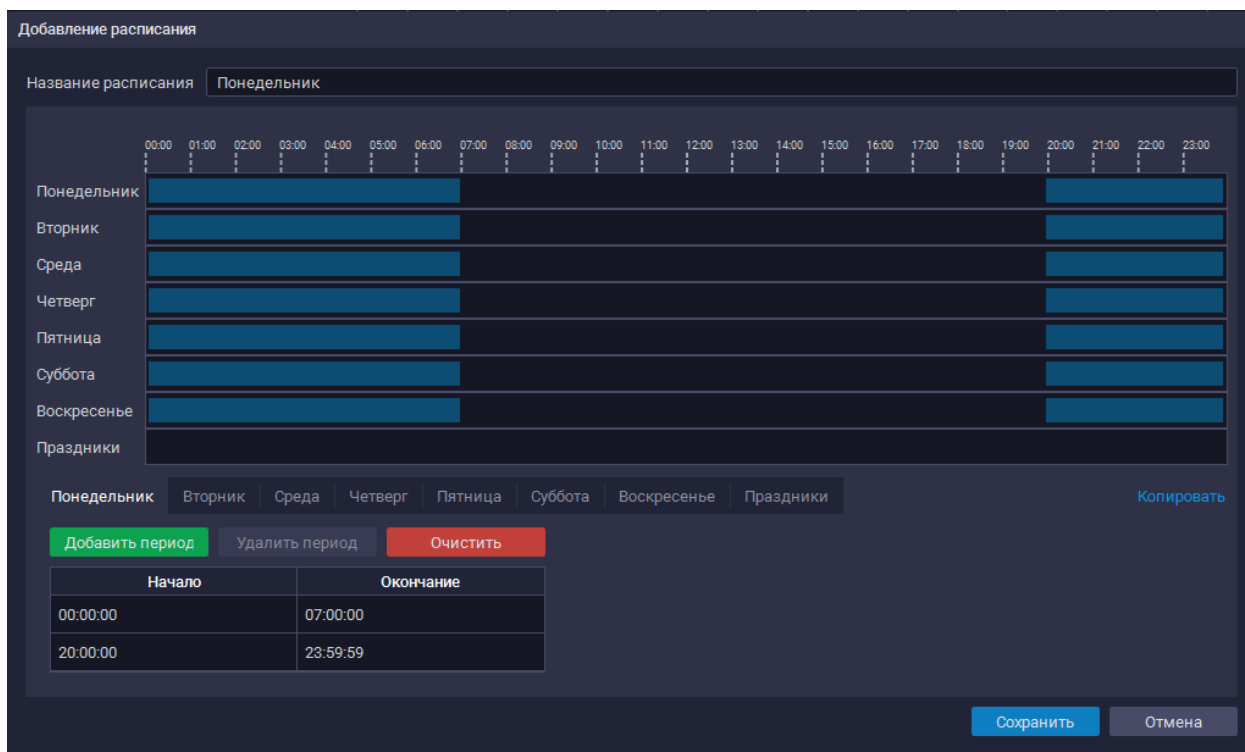 Добавление расписания
Название расписания Понедельник
00:00 01:00 02:00 03:00 04:00 05:00 06:00 07:00 08:00 09:00 10:00 11:00 12:00 13:00 14:00 15:00 16:00 17:00 18:00 19:00 20:00 21:00 22:00 23:00
Понедельник
Вторник
Среда
Четверг
Пятница
Суббота
Воскресенье
Праздники
Понедельник Вторник Среда Четверг Пятница Суббота Воскресенье Праздники Копировать
Добавить период Удалить период Очистить
Начало Окончание
00:00:00 07:00:00
20:00:00 23:59:59
Сохранить Отмена